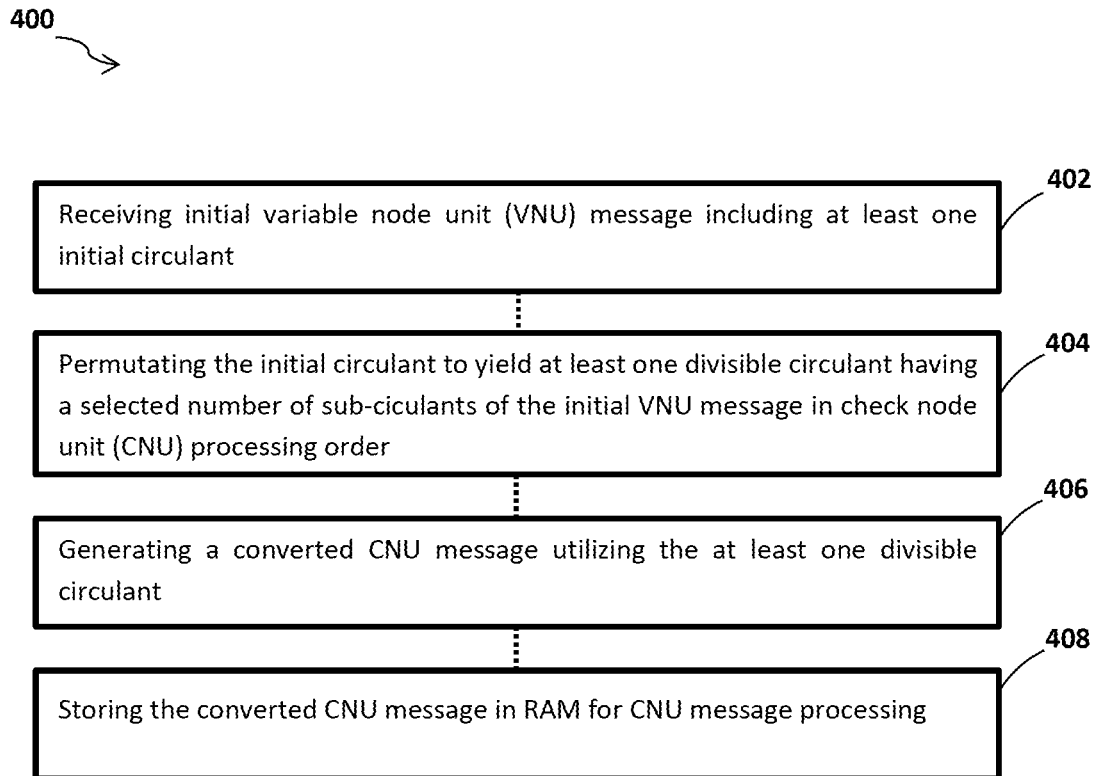 400
402
Receiving initial variable node unit (VNU) message including at least one
initial circulant
404
Permutating the initial circulant to yield at least one divisible circulant having
a selected number of sub-ciculants of the initial VNU message in check node
unit (CNU) processing order
406
Generating a converted CNU message utilizing the at least one divisible
circulant
408
Storing the converted CNU message in RAM for CNU message processing